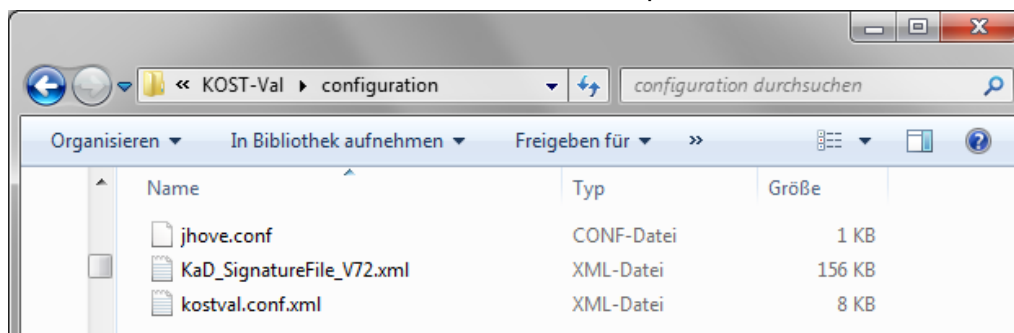 « KOST-Val ▸ configuration configuration durchsuchen
Organisieren ▾ In Bibliothek aufnehmen ▾ Freigeben für ▾ »
Name Typ Größe
jhove.conf CONF-Datei 1 KB
KaD_SignatureFile_V72.xml XML-Datei 156 KB
kostval.conf.xml XML-Datei 8 KB